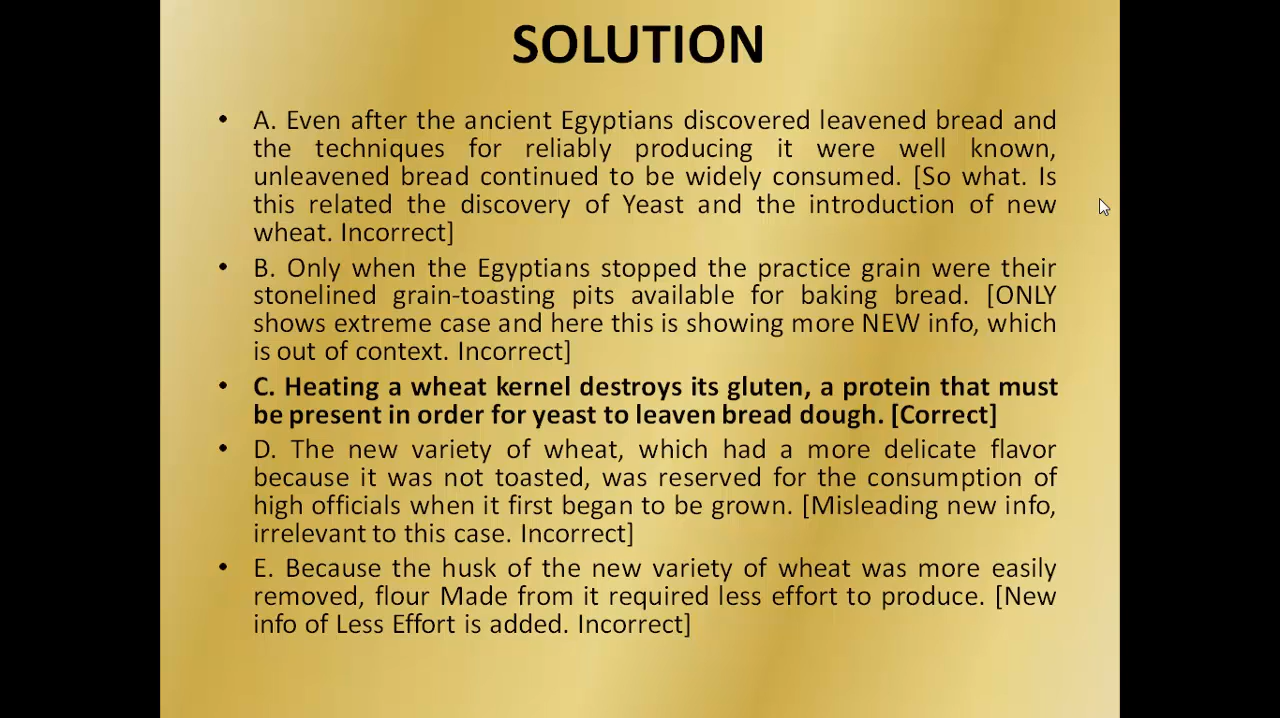 SOLUTION
• A. Even after the ancient Egyptians discovered leavened bread and
the techniques for reliably producing it were well known,
unleavened bread continued to be widely consumed. [So what. Is
this related the discovery of Yeast and the introduction of new
wheat. Incorrect]
• B. Only when the Egyptians stopped the practice grain were their
stonelined grain-toasting pits available for baking bread. [ONLY
shows extreme case and here this is showing more NEW info, which
is out of context. Incorrect]
• C. Heating a wheat kernel destroys its gluten, a protein that must
be present in order for yeast to leaven bread dough. [Correct]
• D. The new variety of wheat, which had a more delicate flavor
because it was not toasted, was reserved for the consumption of
high officials when it first began to be grown. [Misleading new info,
irrelevant to this case. Incorrect]
• E. Because the husk of the new variety of wheat was more easily
removed, flour Made from it required less effort to produce. [New
info of Less Effort is added. Incorrect]